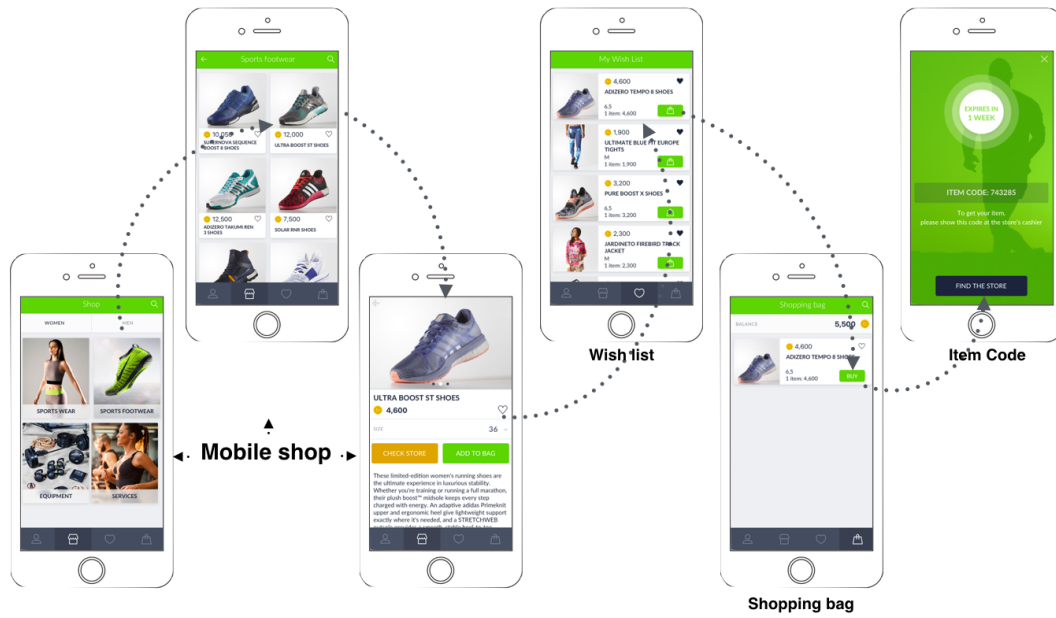 Sports footwear
10,050
SUPERNOVA SEQUENCE
BOOST 8 SHOES
12,000
ULTRA BOOST ST SHOES
12,500
ADIZERO TAKUMI REN
3 SHOES
7,500
SOLAR RNR SHOES
Shop
WOMEN
MEN
SPORTS WEAR
SPORTS FOOTWEAR
EQUIPMENT
SERVICES
Mobile shop
ULTRA BOOST ST SHOES
4,600
SIZE
36
CHECK STORE
ADD TO BAG
These limited-edition women's running shoes are
the ultimate experience in luxurious stability.
Whether you're training or running a full marathon,
their plush boost™ midsole keeps every step
charged with energy. An adaptive adidas Primeknit
upper and ergonomic heel give lightweight support
exactly where it's needed, and a STRETCHWEB
My Wish List
4,600
ADIZERO TEMPO 8 SHOES
6,5
1 item: 4,600
1,900
ULTIMATE BLUE FIT EUROPE
TIGHTS
M
1 item: 1,900
3,200
PURE BOOST X SHOES
6.5
1 item: 3,200
2,300
JARDINETO FIREBIRD TRACK
JACKET
M
1 item: 2,300
Wish list
Shopping bag
BALANCE
5,500
4,600
ADIZERO TEMPO 8 SHOES
6,5
1 item: 4,600
BUY
Shopping bag
EXPIRES IN
1 WEEK
ITEM CODE: 743285
To get your item,
please show this code at the store's cashier
FIND THE STORE
Item Code